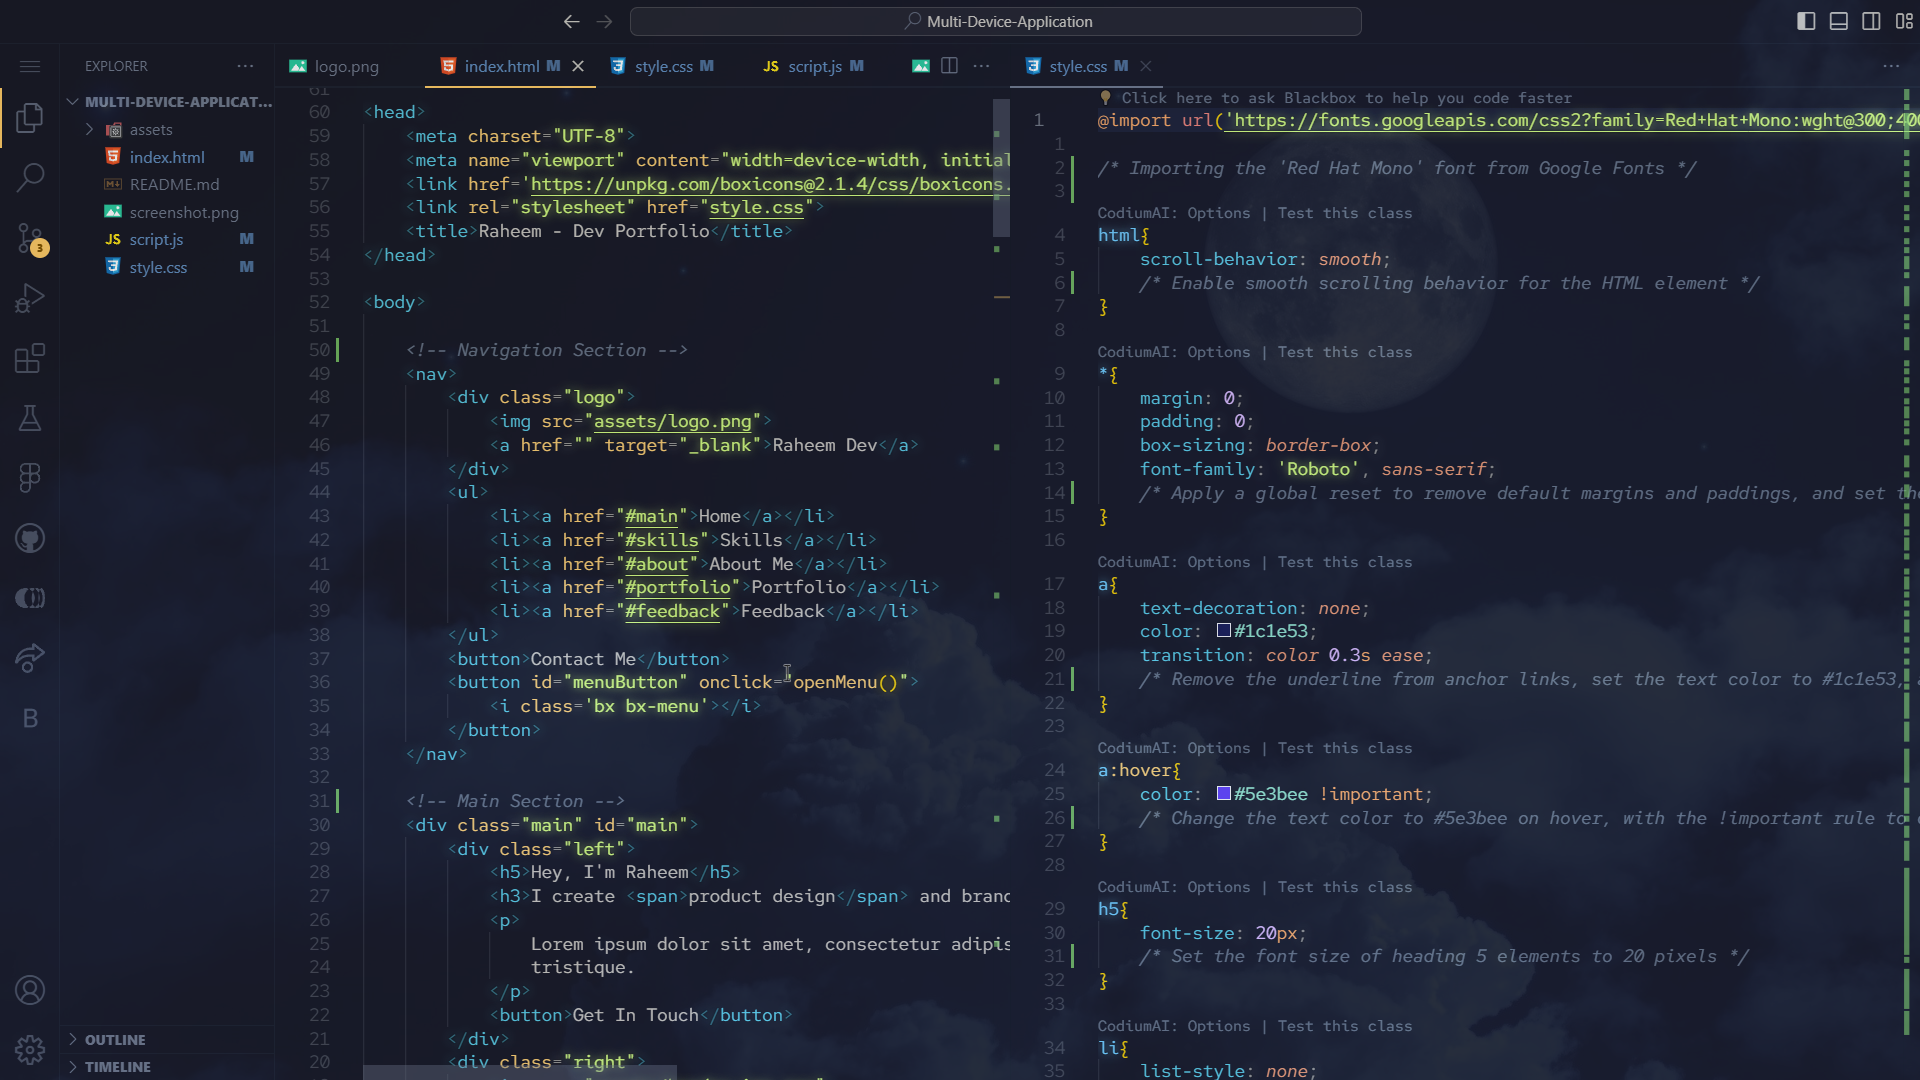 Multi-Device-Application
EXPLORER
MULTI-DEVICE-APPLICAT...
assets
index.html M
README.md
screenshot.png
JS script.js M
style.css M
3
B
OUTLINE
TIMELINE
logo.png
index.html M
style.css M
JS script.js M
61
60 <head>
59 <meta charset="UTF-8">
58 <meta name="viewport" content="width=device-width, initial
57 <link href='https://unpkg.com/boxicons@2.1.4/css/boxicons.
56 <link rel="stylesheet" href="style.css">
55 <title>Raheem - Dev Portfolio</title>
54 </head>
53
52 <body>
51
50 <!-- Navigation Section -->
49 <nav>
48 <div class="logo">
47 <img src="assets/logo.png">
46 <a href="" target="_blank">Raheem Dev</a>
45 </div>
44 <ul>
43 <li><a href="#main">Home</a></li>
42 <li><a href="#skills">Skills</a></li>
41 <li><a href="#about">About Me</a></li>
40 <li><a href="#portfolio">Portfolio</a></li>
39 <li><a href="#feedback">Feedback</a></li>
38 </ul>
37 <button>Contact Me</button>
36 <button id="menuButton" onclick="openMenu()">
35 <i class='bx bx-menu'></i>
34 </button>
33 </nav>
32
31 <!-- Main Section -->
30 <div class="main" id="main">
29 <div class="left">
28 <h5>Hey, I'm Raheem</h5>
27 <h3>I create <span>product design</span> and branc
26 <p>
25 Lorem ipsum dolor sit amet, consectetur adipis
24 tristique.
23 </p>
22 <button>Get In Touch</button>
21 </div>
20 <div class="right">
style.css M
Click here to ask Blackbox to help you code faster
1 @import url('https://fonts.googleapis.com/css2?family=Red+Hat+Mono:wght@300;400
1
2 /* Importing the 'Red Hat Mono' font from Google Fonts */
3
CodiumAI: Options | Test this class
4 html{
5 scroll-behavior: smooth;
6 /* Enable smooth scrolling behavior for the HTML element */
7 }
8
CodiumAI: Options | Test this class
9 *{
10 margin: 0;
11 padding: 0;
12 box-sizing: border-box;
13 font-family: 'Roboto', sans-serif;
14 /* Apply a global reset to remove default margins and paddings, and set the
15 }
16
CodiumAI: Options | Test this class
17 a{
18 text-decoration: none;
19 color: #1c1e53;
20 transition: color 0.3s ease;
21 /* Remove the underline from anchor links, set the text color to #1c1e53,
22 }
23
CodiumAI: Options | Test this class
24 a:hover{
25 color: #5e3bee !important;
26 /* Change the text color to #5e3bee on hover, with the !important rule to
27 }
28
CodiumAI: Options | Test this class
29 h5{
30 font-size: 20px;
31 /* Set the font size of heading 5 elements to 20 pixels */
32 }
33
CodiumAI: Options | Test this class
34 li{
35 list-style: none;